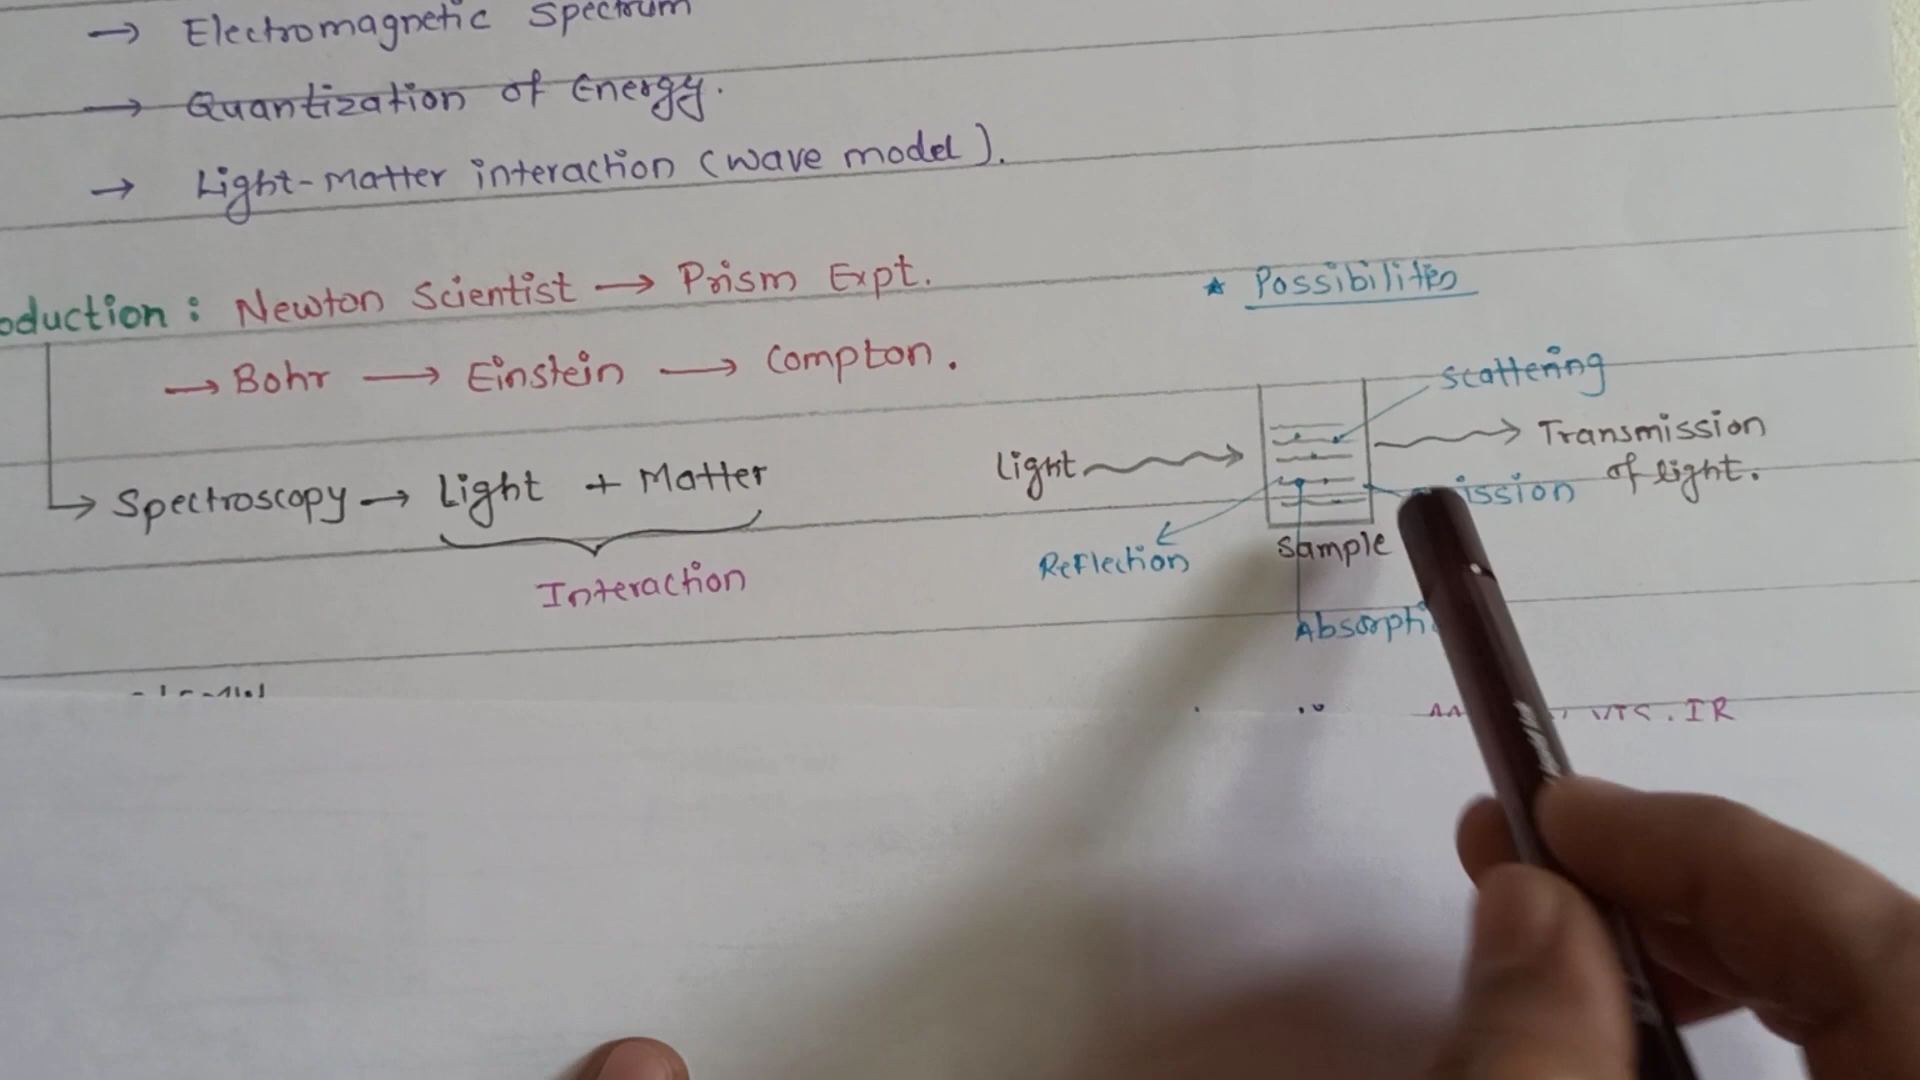 → Electromagnetic Spectrum
→ Quantization of Energy.
→ Light-Matter interaction (wave model).
oduction : Newton Scientist → Prism Expt.
→ Bohr → Einstein → Compton.
↳ Spectroscopy → Light + Matter
Interaction
* Possibilities
Scattering
Light → Transmission
of light.
ission
Reflection
Sample
Absorpti
VIS. IR